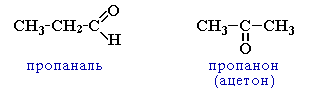 CH₃–CH₂–C
O
H
пропаналь
CH₃–C–CH₃
O
пропанон
(ацетон)